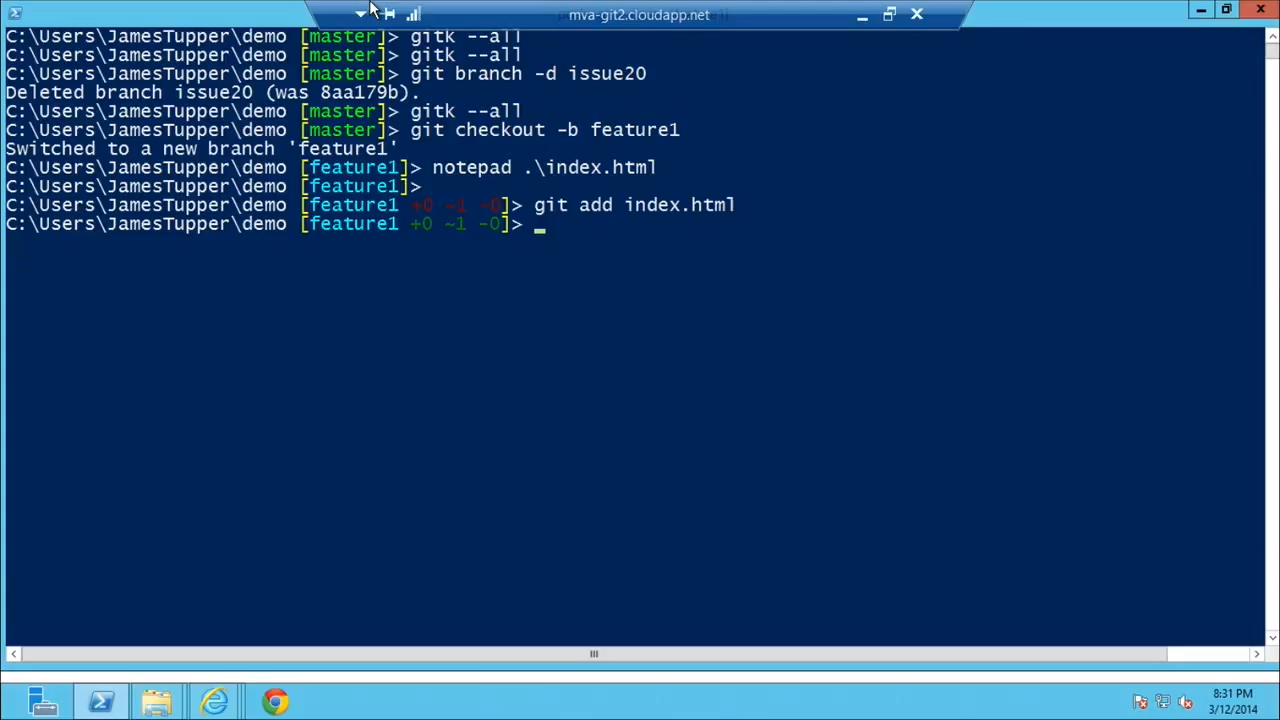 mva-git2.cloudapp.net
C:\Users\JamesTupper\demo [master]> gitk --all
C:\Users\JamesTupper\demo [master]> gitk --all
C:\Users\JamesTupper\demo [master]> git branch -d issue20
Deleted branch issue20 (was 8aa179b).
C:\Users\JamesTupper\demo [master]> gitk --all
C:\Users\JamesTupper\demo [master]> git checkout -b feature1
Switched to a new branch 'feature1'
C:\Users\JamesTupper\demo [feature1]> notepad .\index.html
C:\Users\JamesTupper\demo [feature1]>
C:\Users\JamesTupper\demo [feature1 +0 ~1 -0]> git add index.html
C:\Users\JamesTupper\demo [feature1 +0 ~1 -0]> _
8:31 PM
3/12/2014